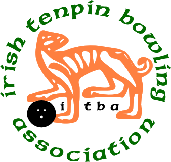 irish tenpin bowling
itba
association